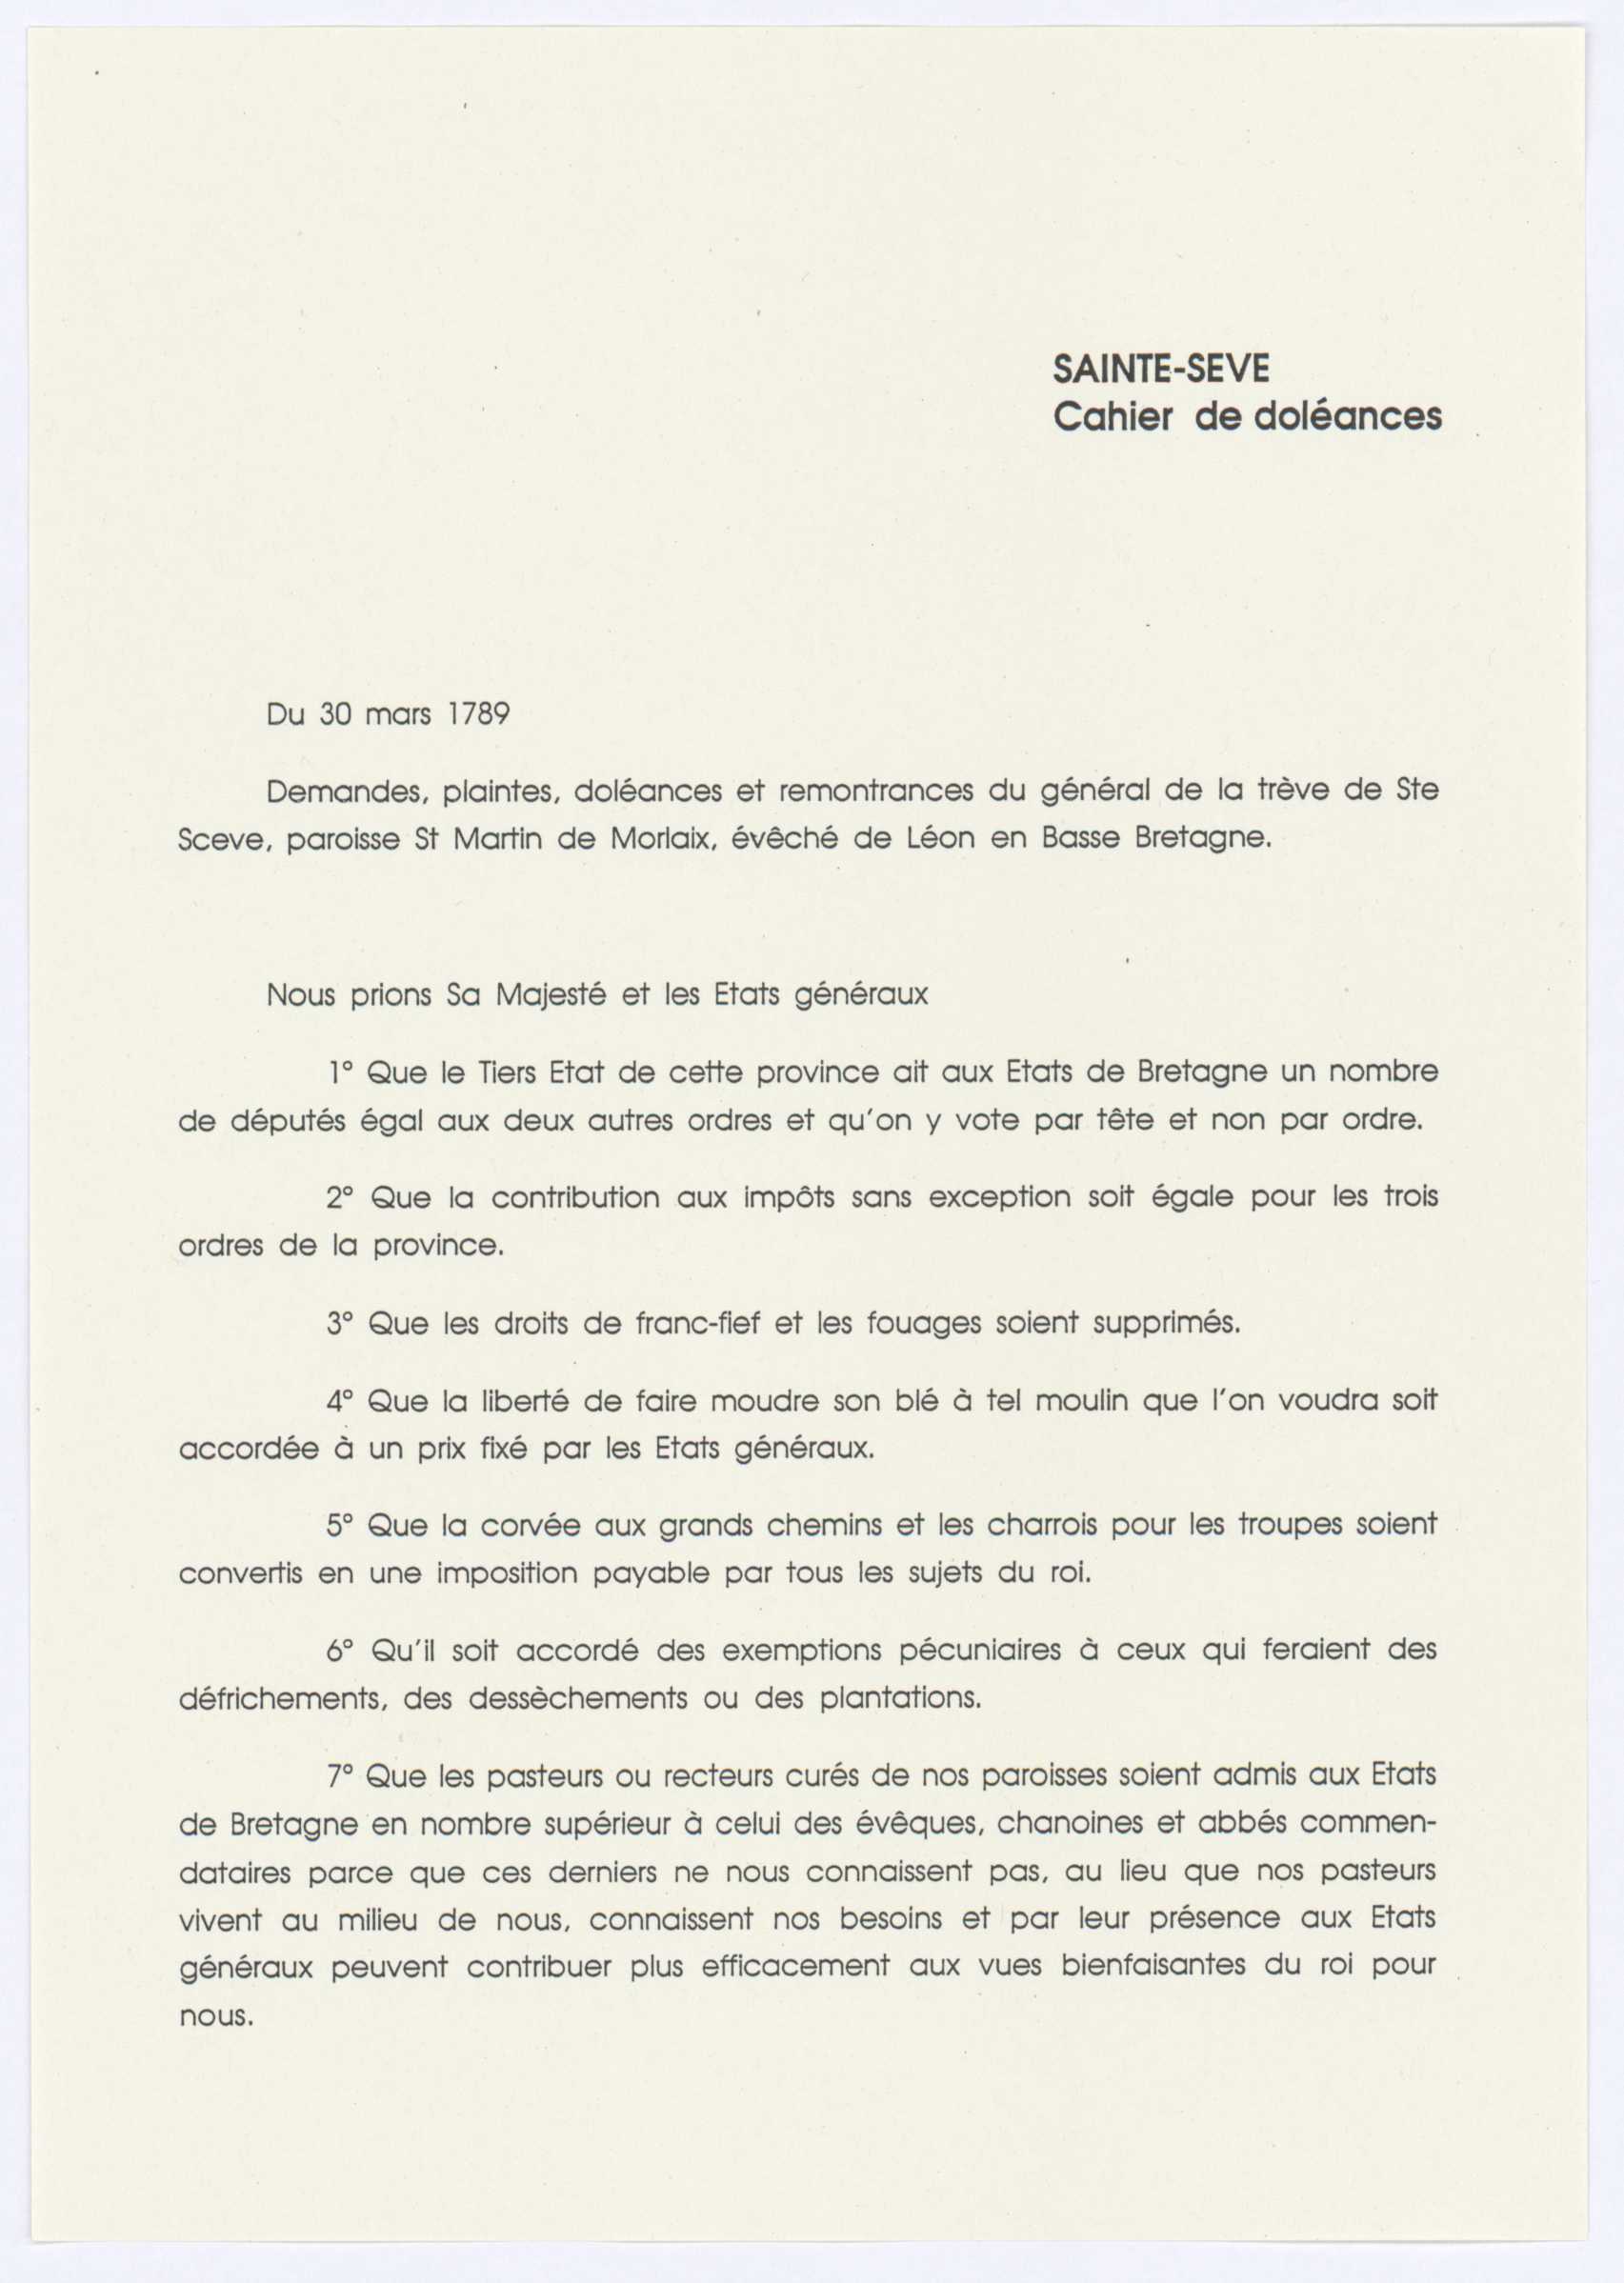 SAINTE-SEVE
Cahier de doléances
Du 30 mars 1789
Demandes, plaintes, doléances et remontrances du général de la trève de Ste
Sceve, paroisse St Martin de Morlaix, évêché de Léon en Basse Bretagne.
Nous prions Sa Majesté et les Etats généraux
1° Que le Tiers Etat de cette province ait aux Etats de Bretagne un nombre
de députés égal aux deux autres ordres et qu'on y vote par tête et non par ordre.
2° Que la contribution aux impôts sans exception soit égale pour les trois
ordres de la province.
3° Que les droits de franc-fief et les fouages soient supprimés.
4° Que la liberté de faire moudre son blé à tel moulin que l'on voudra soit
accordée à un prix fixé par les Etats généraux.
5° Que la corvée aux grands chemins et les charrois pour les troupes soient
convertis en une imposition payable par tous les sujets du roi.
6° Qu'il soit accordé des exemptions pécuniaires à ceux qui feraient des
défrichements, des dessèchements ou des plantations.
7° Que les pasteurs ou recteurs curés de nos paroisses soient admis aux Etats
de Bretagne en nombre supérieur à celui des évêques, chanoines et abbés commen-
dataires parce que ces derniers ne nous connaissent pas, au lieu que nos pasteurs
vivent au milieu de nous, connaissent nos besoins et par leur présence aux Etats
généraux peuvent contribuer plus efficacement aux vues bienfaisantes du roi pour
nous.